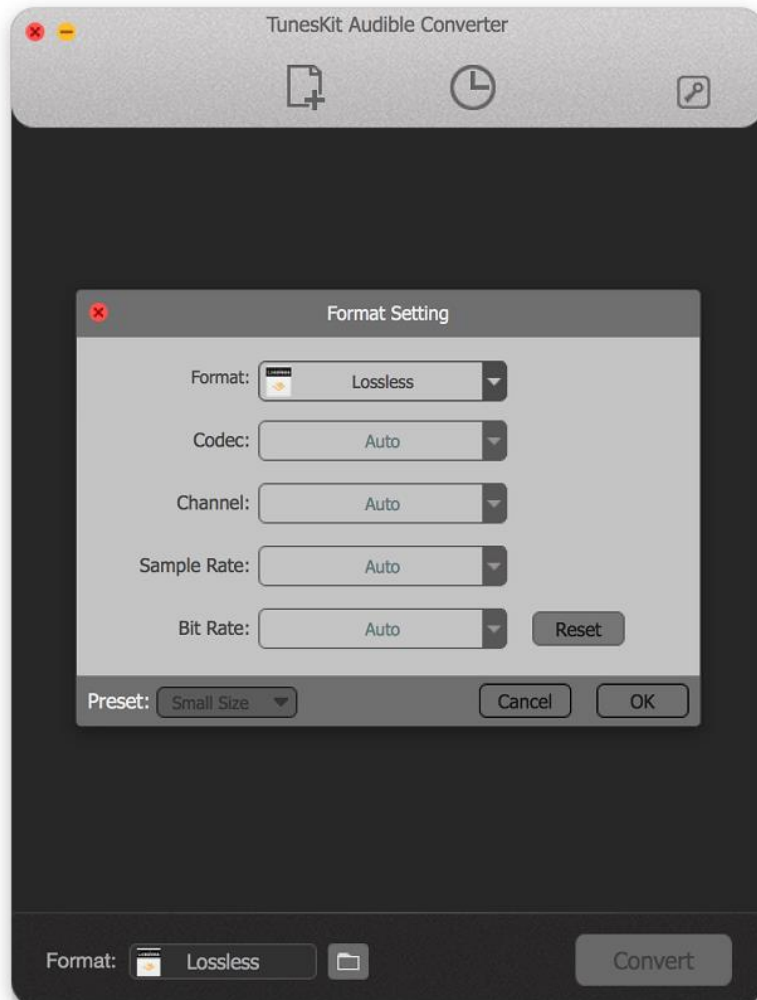 TunesKit Audible Converter
Format Setting
Format: Lossless
Codec: Auto
Channel: Auto
Sample Rate: Auto
Bit Rate: Auto Reset
Preset: Small Size Cancel OK
Format: Lossless Convert